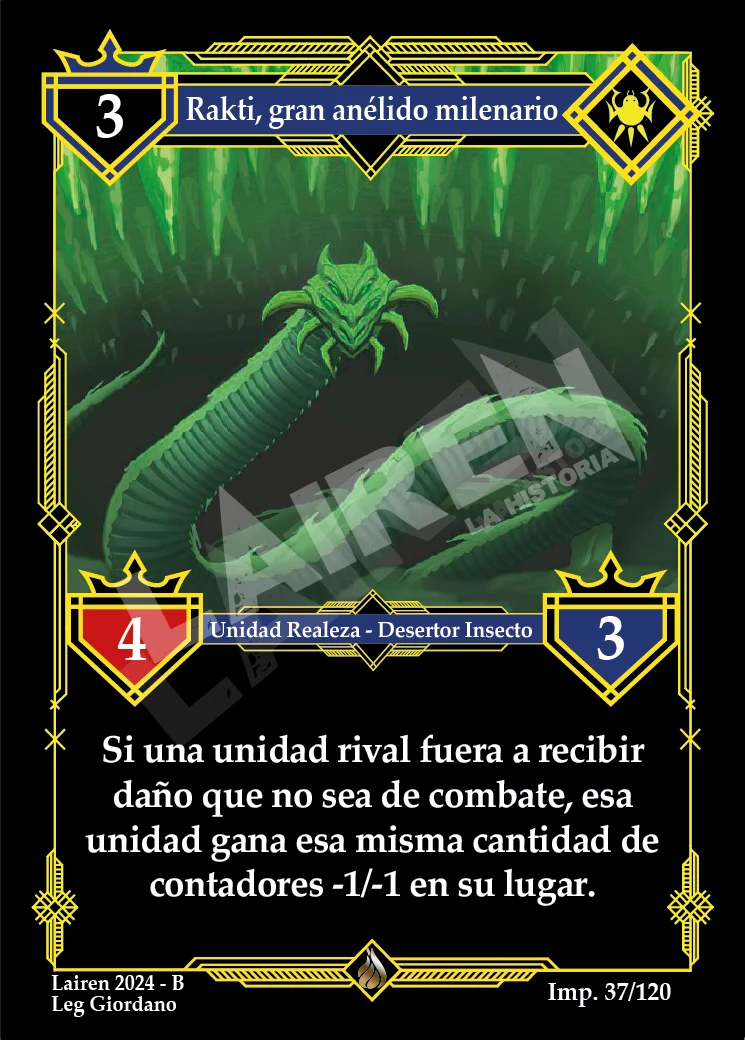 3
Rakti, gran anélido milenario
LAIREN
LA HISTORIA
4
Unidad Realeza - Desertor Insecto
3
Si una unidad rival fuera a recibir
daño que no sea de combate, esa
unidad gana esa misma cantidad de
contadores -1/-1 en su lugar.
Lairen 2024 - B
Leg Giordano
Imp. 37/120